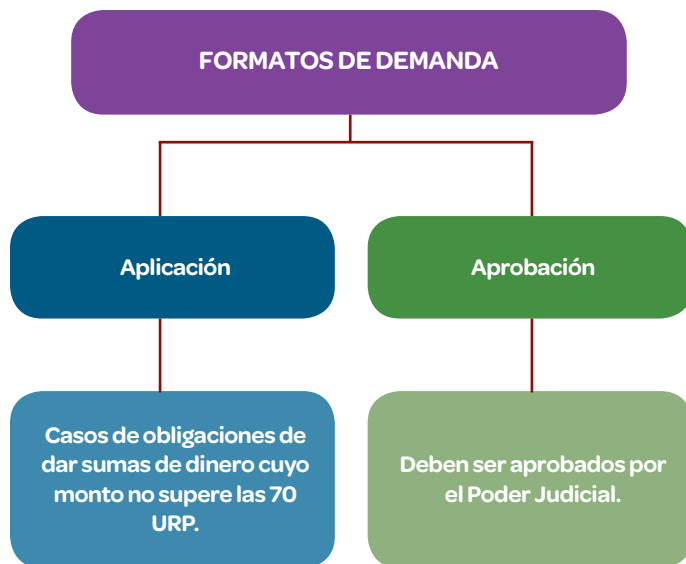 FORMATOS DE DEMANDA
Aplicación
Aprobación
Casos de obligaciones de
dar sumas de dinero cuyo
monto no supere las 70
URP.
Deben ser aprobados por
el Poder Judicial.